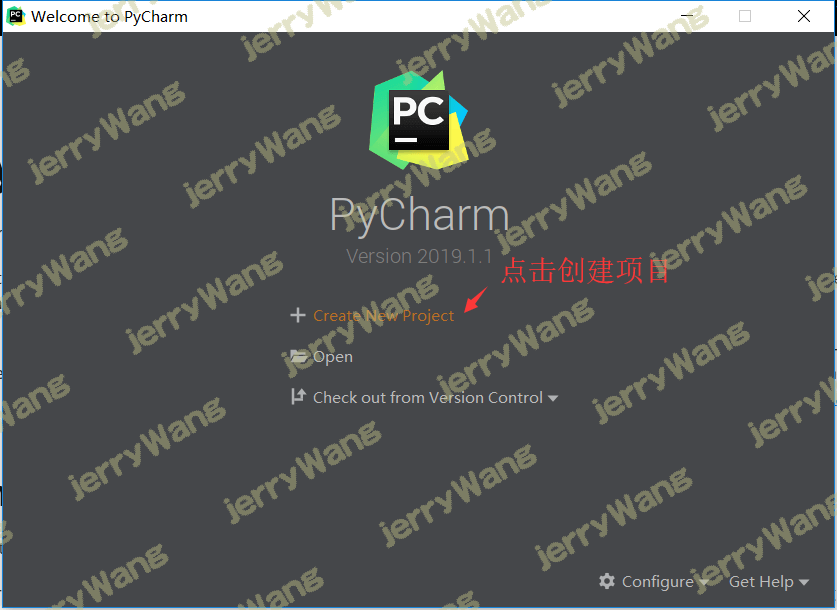 Welcome to PyCharm
PC
PyCharm
Version 2019.1.1
点击创建项目
Create New Project
Open
Check out from Version Control
Configure
Get Help
jerryWang